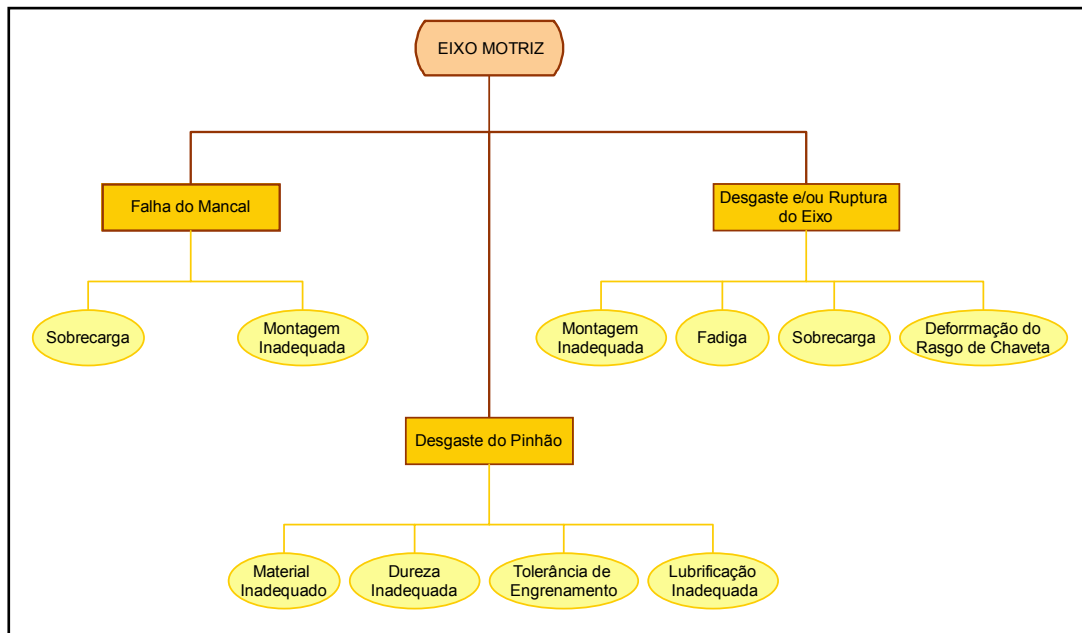 EIXO MOTRIZ
Falha do Mancal
Desgaste e/ou Ruptura
do Eixo
Sobrecarga
Montagem
Inadequada
Montagem
Inadequada
Fadiga
Sobrecarga
Deforrmação do
Rasgo de Chaveta
Desgaste do Pinhão
Material
Inadequado
Dureza
Inadequada
Tolerância de
Engrenamento
Lubrificação
Inadequada